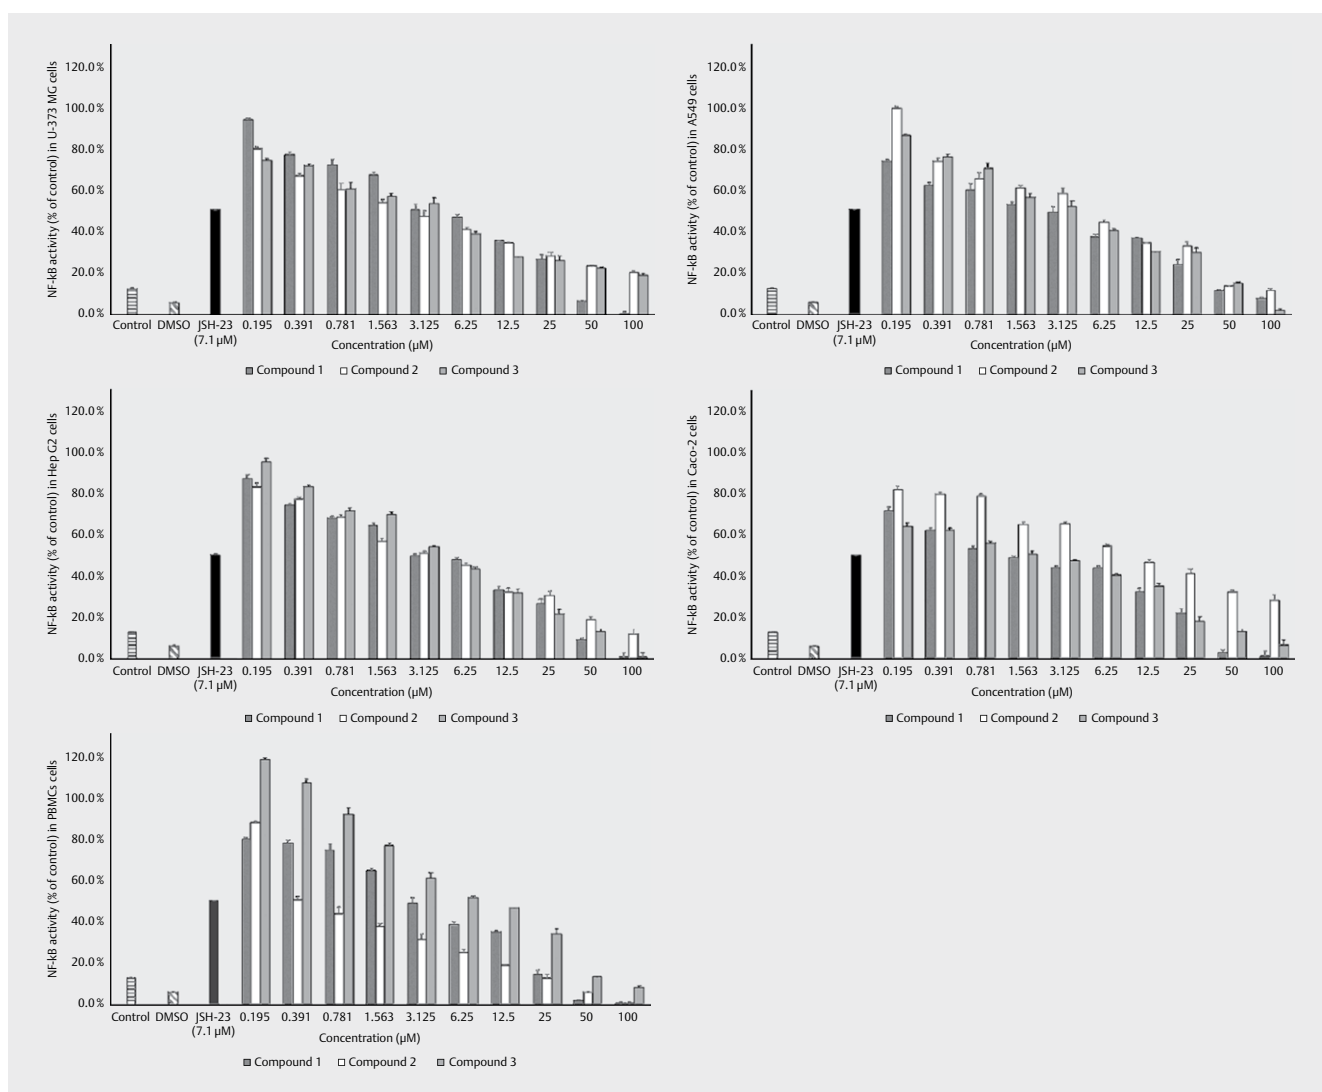 NF-kB activity (% of control) in U-373 MG cells
120.0 %
100.0 %
80.0 %
60.0 %
40.0 %
20.0 %
0.0 %
Control DMSO JSH-23 0.195 0.391 0.781 1.563 3.125 6.25 12.5 25 50 100
(7.1 µM)
Concentration (µM)
Compound 1 Compound 2 Compound 3
NF-kB activity (% of control) in A549 cells
120.0 %
100.0 %
80.0 %
60.0 %
40.0 %
20.0 %
0.0 %
Control DMSO JSH-23 0.195 0.391 0.781 1.563 3.125 6.25 12.5 25 50 100
(7.1 µM)
Concentration (µM)
Compound 1 Compound 2 Compound 3
NF-kB activity (% of control) in Hep G2 cells
120.0 %
100.0 %
80.0 %
60.0 %
40.0 %
20.0 %
0.0 %
Control DMSO JSH-23 0.195 0.391 0.781 1.563 3.125 6.25 12.5 25 50 100
(7.1 µM)
Concentration (µM)
Compound 1 Compound 2 Compound 3
NF-kB activity (% of control) in Caco-2 cells
120.0 %
100.0 %
80.0 %
60.0 %
40.0 %
20.0 %
0.0 %
Control DMSO JSH-23 0.195 0.391 0.781 1.563 3.125 6.25 12.5 25 50 100
(7.1 µM)
Concentration (µM)
Compound 1 Compound 2 Compound 3
NF-kB activity (% of control) in PBMCs cells
120.0 %
100.0 %
80.0 %
60.0 %
40.0 %
20.0 %
0.0 %
Control DMSO JSH-23 0.195 0.391 0.781 1.563 3.125 6.25 12.5 25 50 100
(7.1 µM)
Concentration (µM)
Compound 1 Compound 2 Compound 3